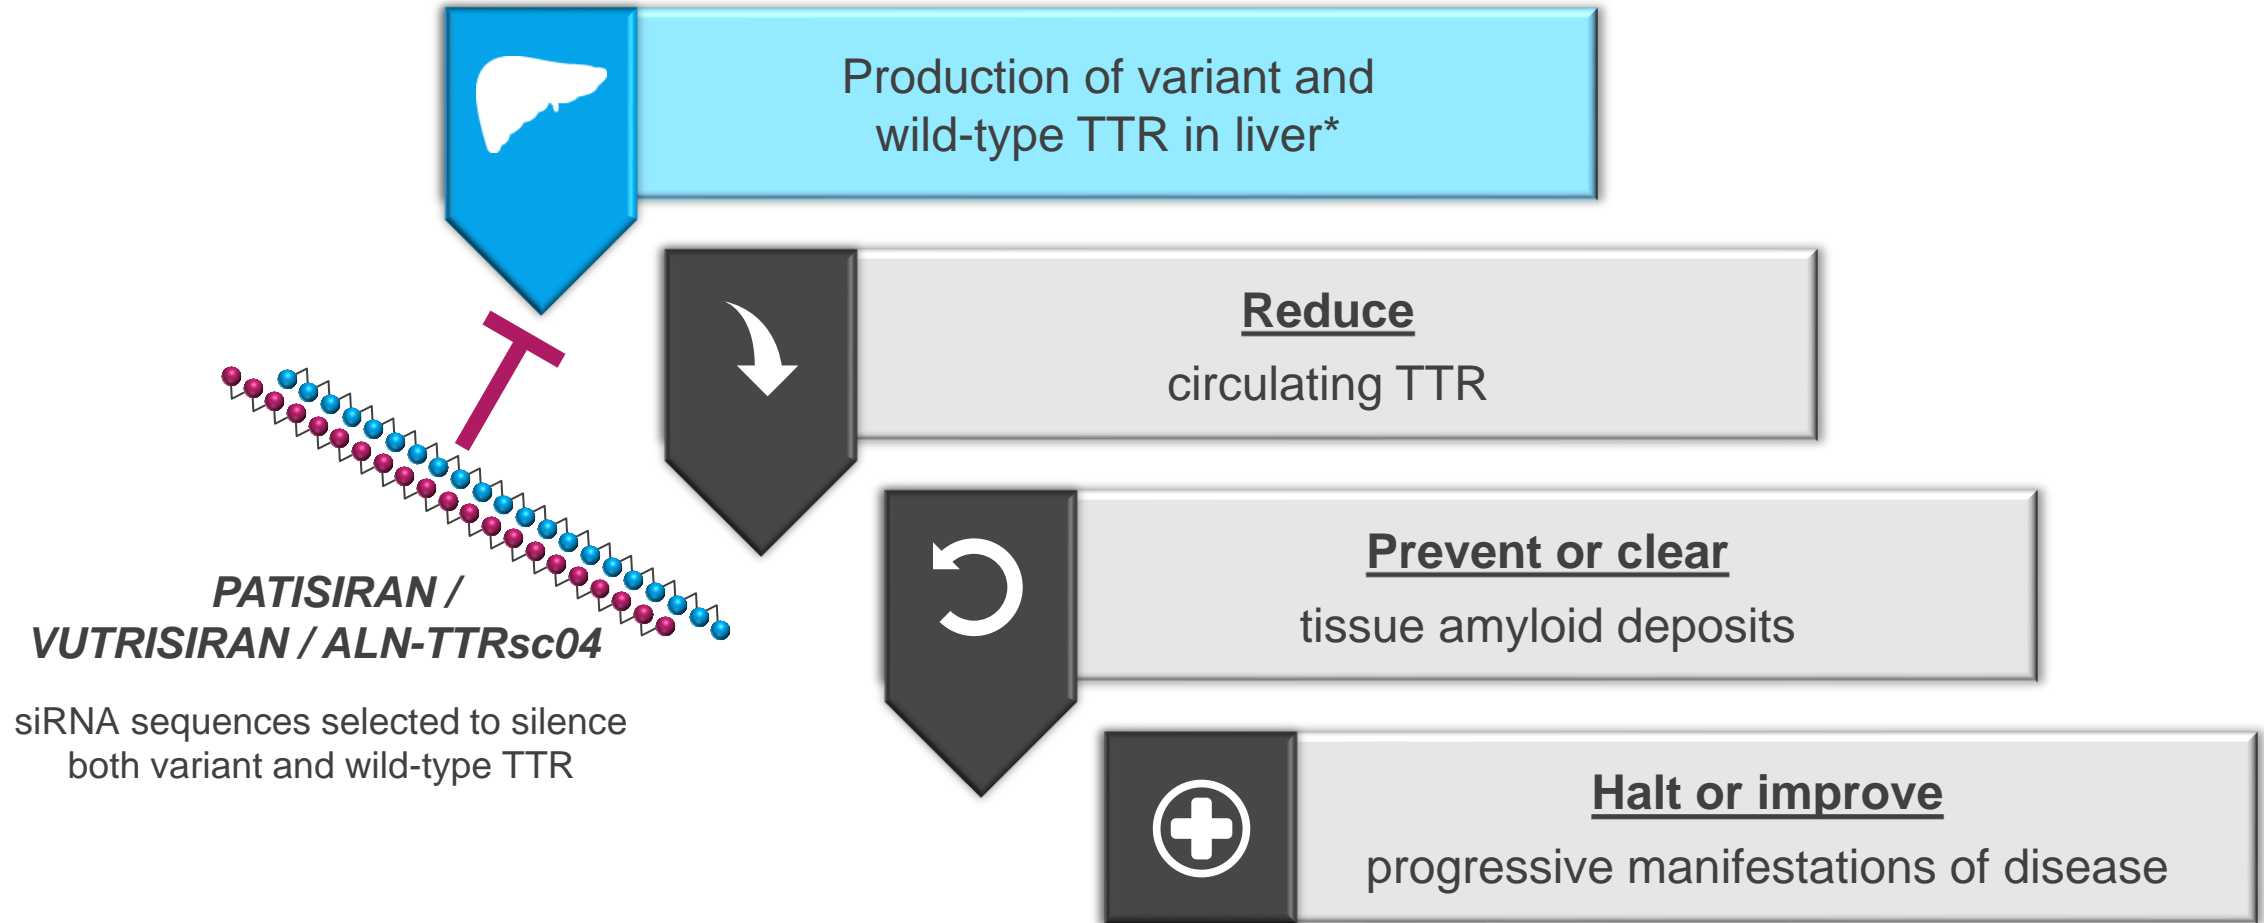 Production of variant and
wild-type TTR in liver*
Reduce
circulating TTR
Prevent or clear
tissue amyloid deposits
Halt or improve
progressive manifestations of disease
PATISIRAN /
VUTRISIRAN / ALN-TTRsc04
siRNA sequences selected to silence
both variant and wild-type TTR